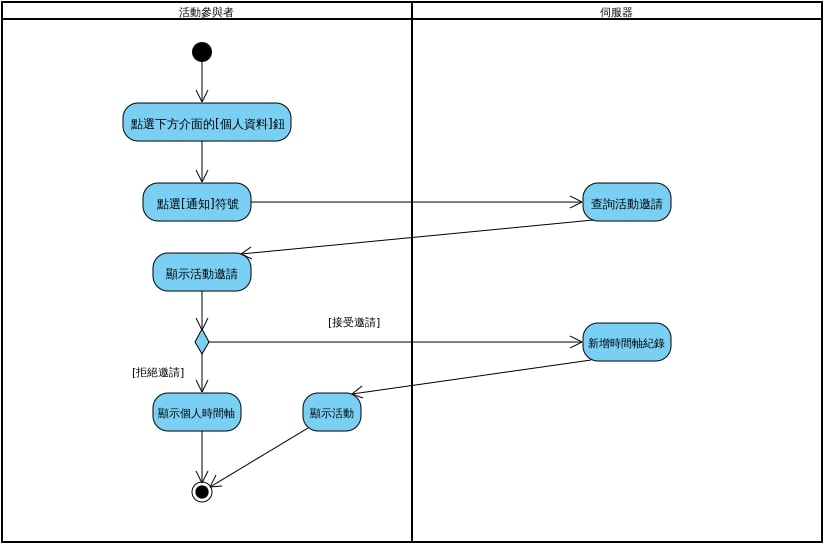 活動參與者
伺服器
點選下方介面的[個人資料]鈕
點選[通知]符號
查詢活動邀請
顯示活動邀請
[接受邀請]
新增時間軸紀錄
[拒絕邀請]
顯示個人時間軸
顯示活動